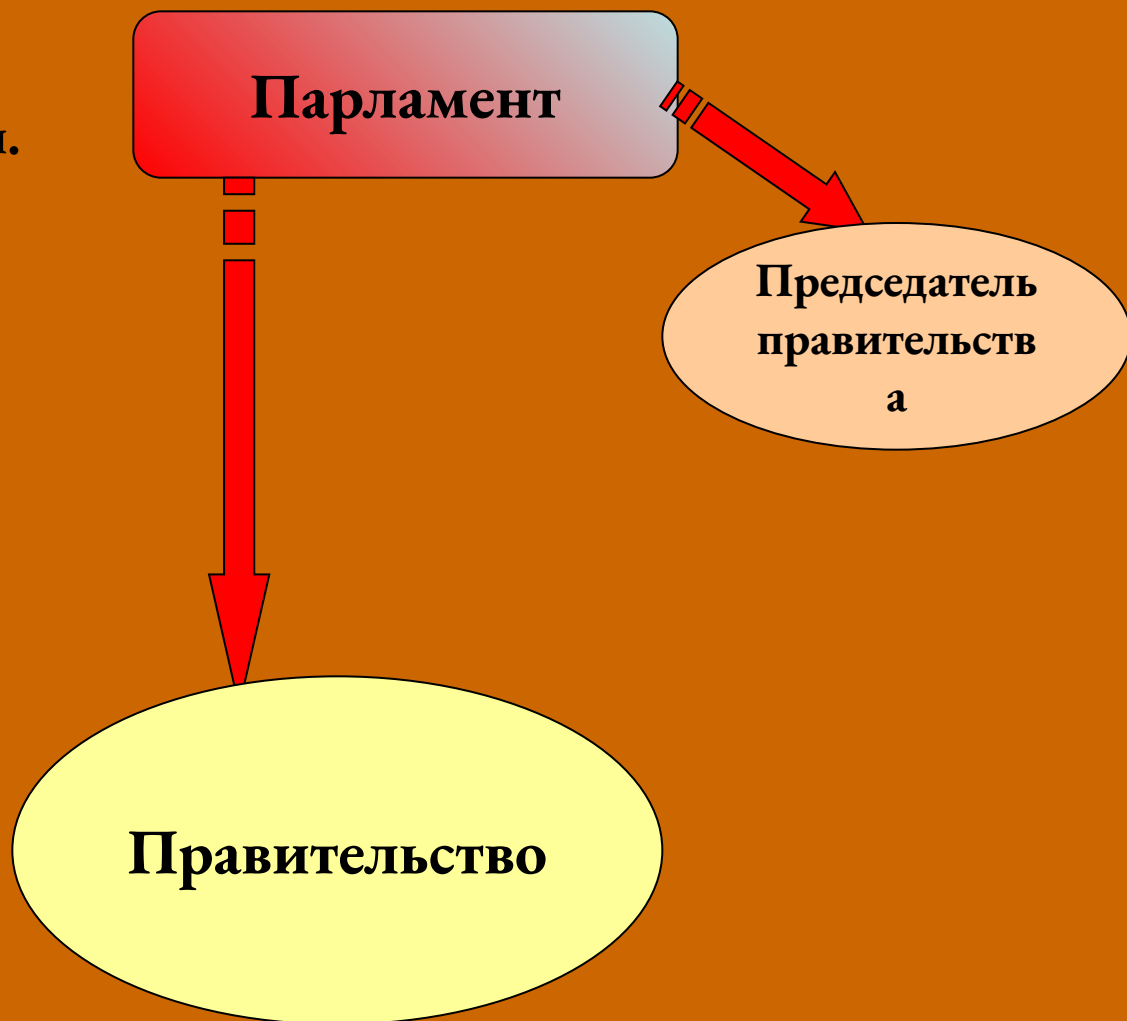 Парламент
Председатель
правительств
а
Правительство